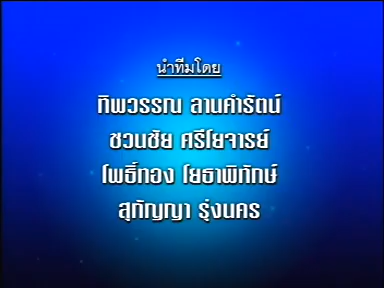 นำทีมโดย
ทิพวรรณ ลานคำรัตน์
ชวนชัย ศรีโยจารย์
โพธิ์ทอง โยธาพิทักษ์
สุกัญญา รุ่งนคร